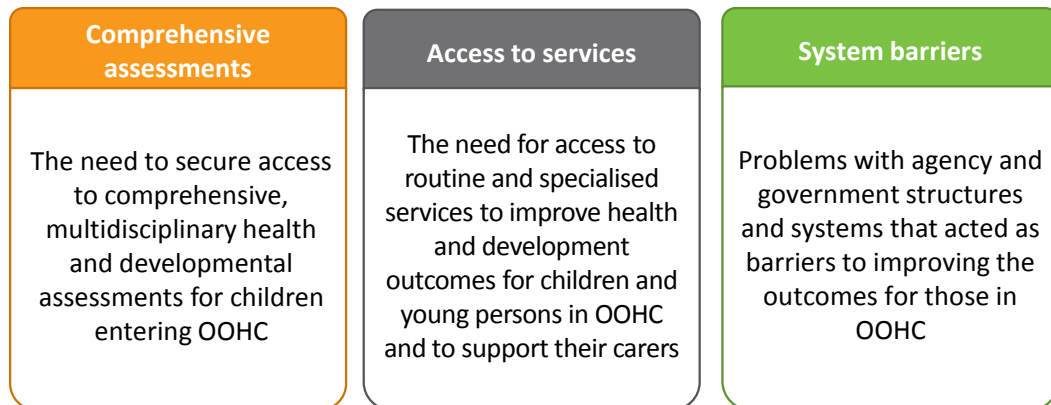 Comprehensive
assessments
The need to secure access
to comprehensive,
multidisciplinary health
and developmental
assessments for children
entering OOHC
Access to services
The need for access to
routine and specialised
services to improve health
and development
outcomes for children and
young persons in OOHC
and to support their carers
System barriers
Problems with agency and
government structures
and systems that acted as
barriers to improving the
outcomes for those in
OOHC